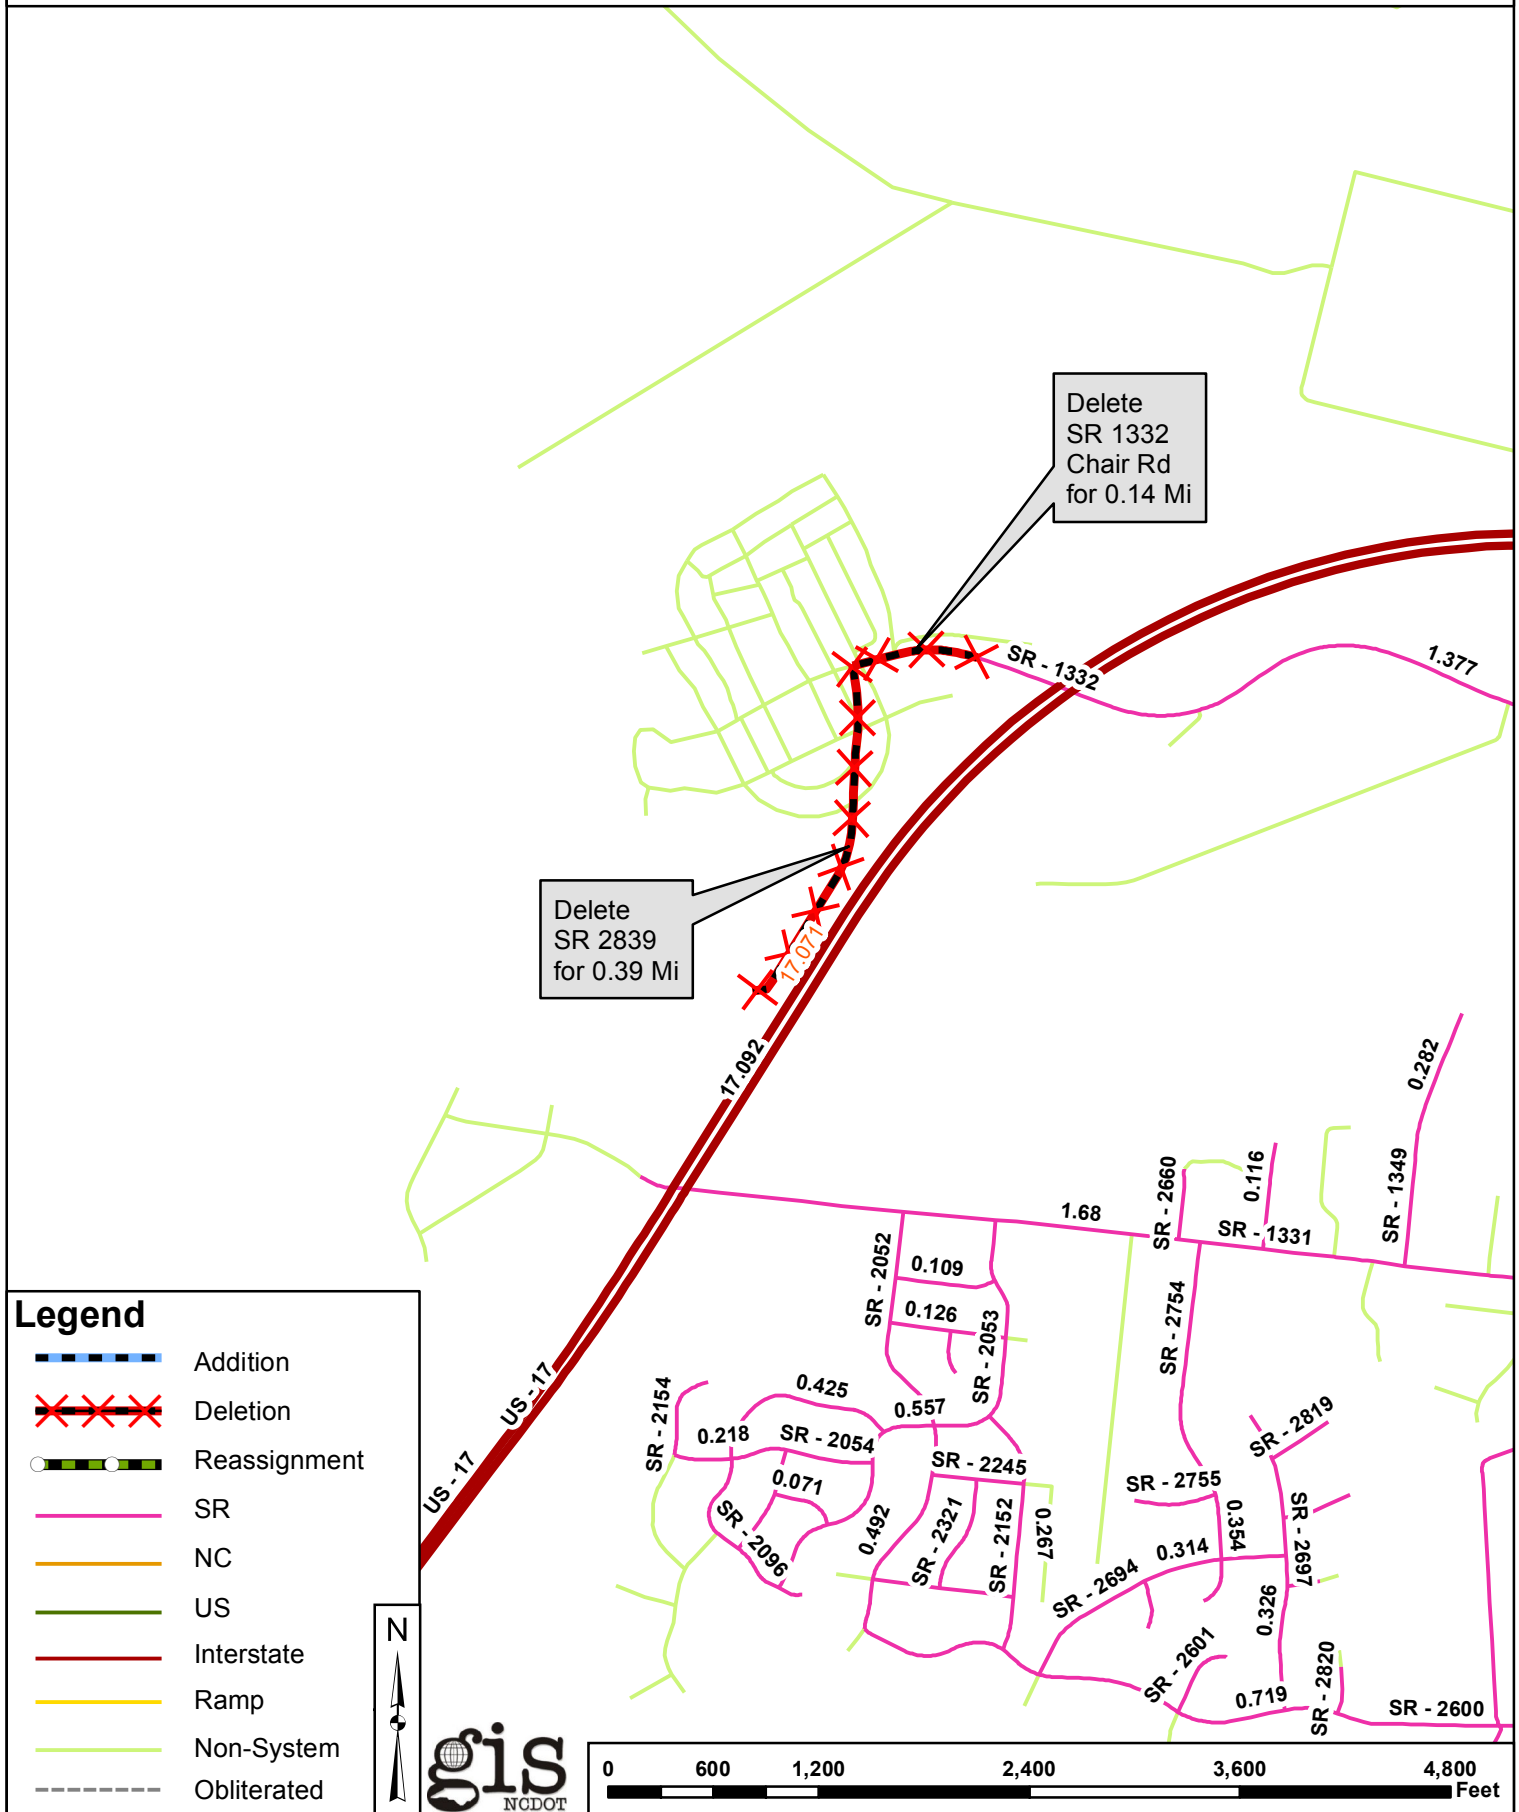 Delete
SR 1332
Chair Rd
for 0.14 Mi
SR - 1332
1.377
Delete
SR 2839
for 0.39 Mi
17.071
17.092
0.282
SR - 2660
0.116
SR - 1349
1.68
SR - 1331
SR - 2052
0.109
0.126
SR - 2053
SR - 2754
US - 17
US - 17
SR - 2154
0.425
0.557
0.218
SR - 2054
0.071
SR - 2096
0.492
SR - 2245
SR - 2321
SR - 2152
0.267
SR - 2819
SR - 2755
0.354
SR - 2697
0.314
SR - 2694
0.326
SR - 2601
0.719
SR - 2820
SR - 2600
Legend
Addition
Deletion
Reassignment
SR
NC
US
Interstate
Ramp
Non-System
Obliterated
N
gis
NCDOT
0 600 1,200 2,400 3,600 4,800
Feet